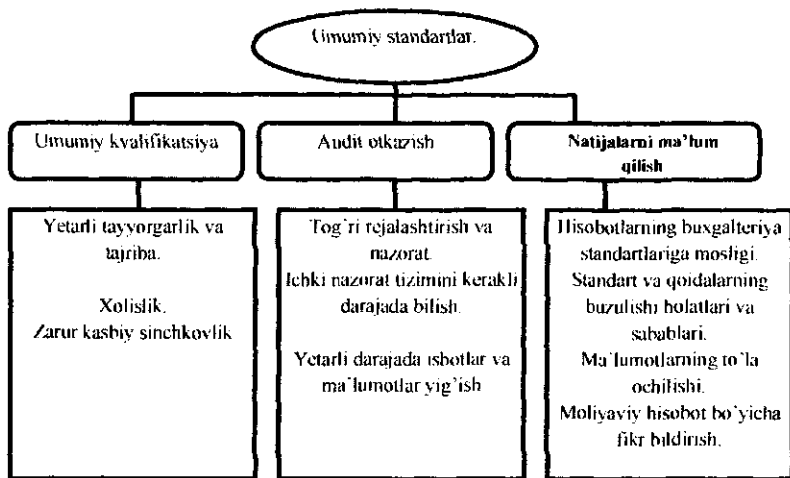 Umumiy standartlar.
Umumiy kvalifikatsiya
Audit otkazish
Natijalarni ma'lum
qilish
Yetarli tayyorgarlik va
tajriba.
Xolislik.
Zarur kasbiy sinchkovlik
Tog`ri rejalashtirish va
nazorat.
Ichki nazorat tizimini kerakli
darajada bilish.
Yetarli darajada isbotlar va
ma`lumotlar yig'ish
Hisobotlarning buxgalteriya
standartlariga mosligi.
Standart va qoidalarning
buzulishi holatlari va
sabablari.
Ma`lumotlarning to`la
ochilishi.
Moliyaviy hisobot bo`yicha
fikr bildirish.